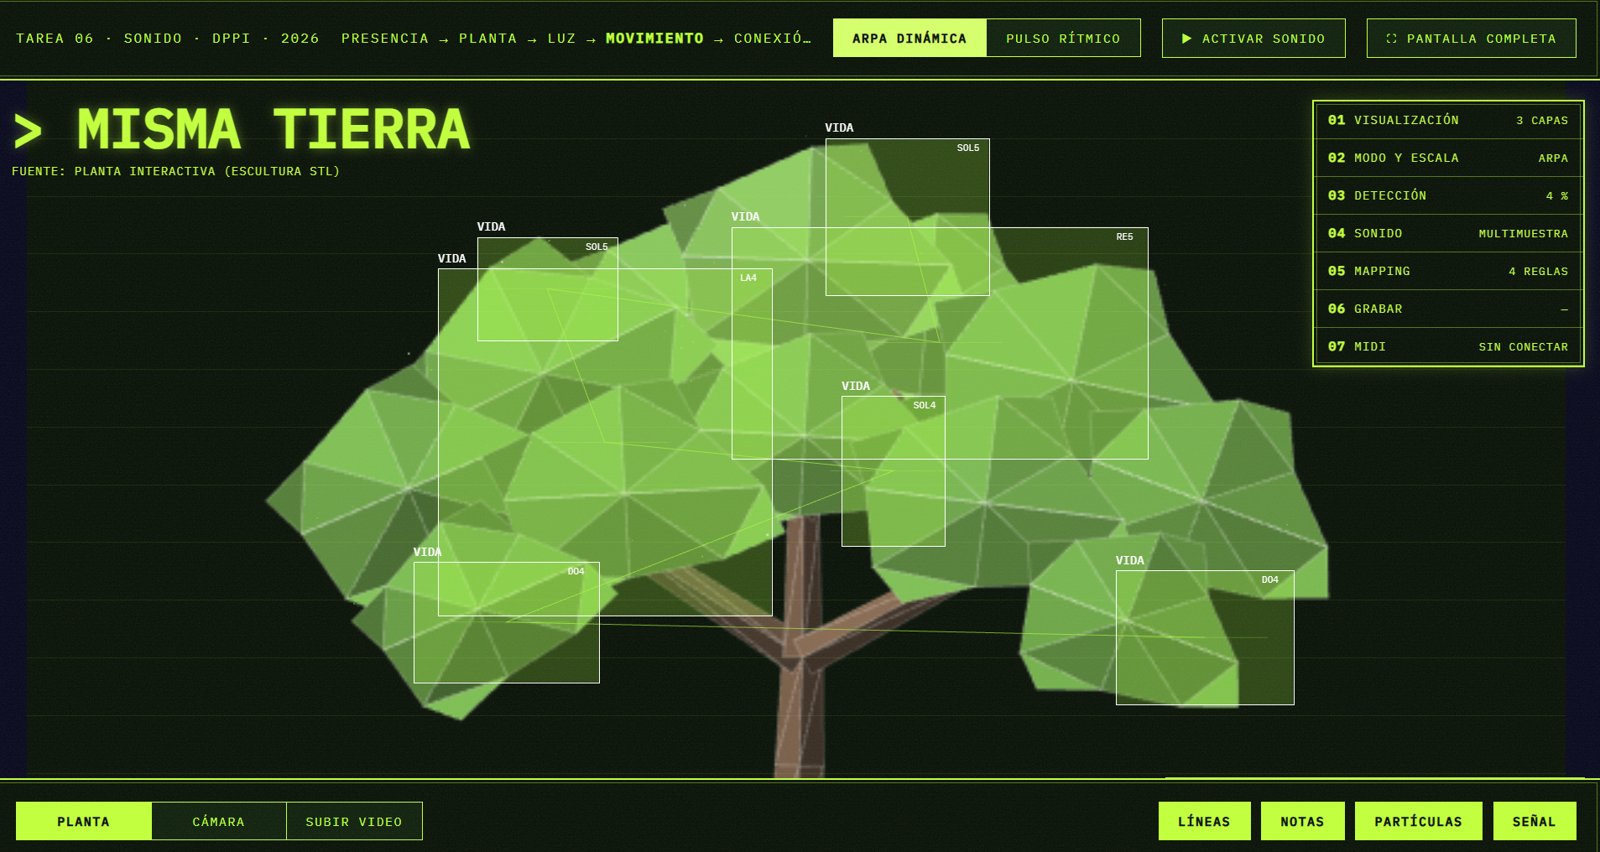 TAREA 06 · SONIDO · DPPI · 2026 PRESENCIA → PLANTA → LUZ → MOVIMIENTO → CONEXIÓ… ARPA DINÁMICA PULSO RÍTMICO ▶ ACTIVAR SONIDO ⛶ PANTALLA COMPLETA
> MISMA TIERRA
FUENTE: PLANTA INTERACTIVA (ESCULTURA STL)
01 VISUALIZACIÓN 3 CAPAS
02 MODO Y ESCALA ARPA
03 DETECCIÓN 4 %
04 SONIDO MULTIMUESTRA
05 MAPPING 4 REGLAS
06 GRABAR —
07 MIDI SIN CONECTAR
VIDA
SOL5
VIDA
RE5
VIDA
SOL5
VIDA
LA4
VIDA
SOL4
VIDA
DO4
VIDA
DO4
PLANTA CÁMARA SUBIR VIDEO LÍNEAS NOTAS PARTÍCULAS SEÑAL